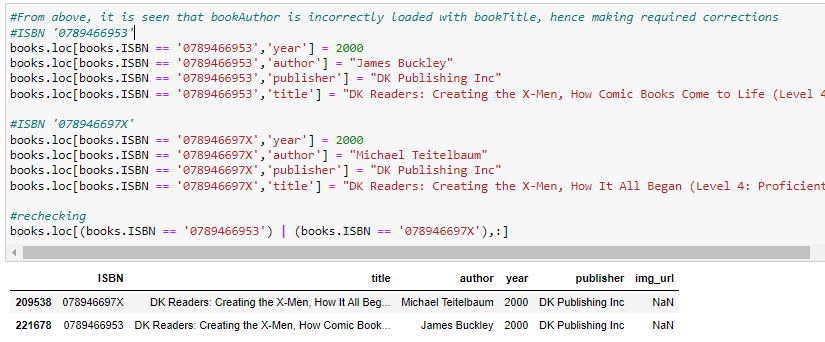 #From above, it is seen that bookAuthor is incorrectly loaded with bookTitle, hence making required corrections
#ISBN '0789466953'
books.loc[books.ISBN == '0789466953','year'] = 2000
books.loc[books.ISBN == '0789466953','author'] = "James Buckley"
books.loc[books.ISBN == '0789466953','publisher'] = "DK Publishing Inc"
books.loc[books.ISBN == '0789466953','title'] = "DK Readers: Creating the X-Men, How Comic Books Come to Life (Level 4
#ISBN '078946697X'
books.loc[books.ISBN == '078946697X','year'] = 2000
books.loc[books.ISBN == '078946697X','author'] = "Michael Teitelbaum"
books.loc[books.ISBN == '078946697X','publisher'] = "DK Publishing Inc"
books.loc[books.ISBN == '078946697X','title'] = "DK Readers: Creating the X-Men, How It All Began (Level 4: Proficient
#rechecking
books.loc[(books.ISBN == '0789466953') | (books.ISBN == '078946697X'),:]
ISBN title author year publisher img_url
209538 078946697X DK Readers: Creating the X-Men, How It All Beg... Michael Teitelbaum 2000 DK Publishing Inc NaN
221678 0789466953 DK Readers: Creating the X-Men, How Comic Book... James Buckley 2000 DK Publishing Inc NaN